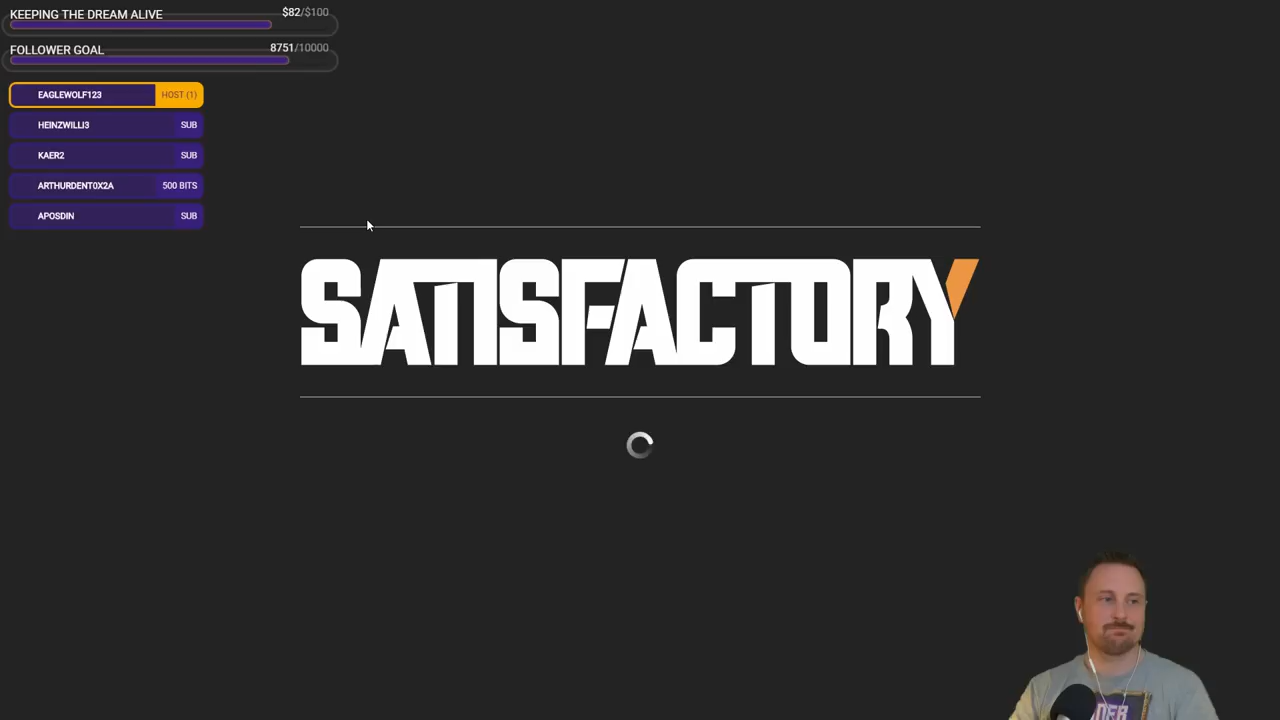 KEEPING THE DREAM ALIVE $82/$100
FOLLOWER GOAL 8751/10000
EAGLEWOLF123 HOST (1)
HEINZWILLI3 SUB
KAER2 SUB
ARTHURDENT0X2A 500 BITS
APOSDIN SUB
SATISFACTORY